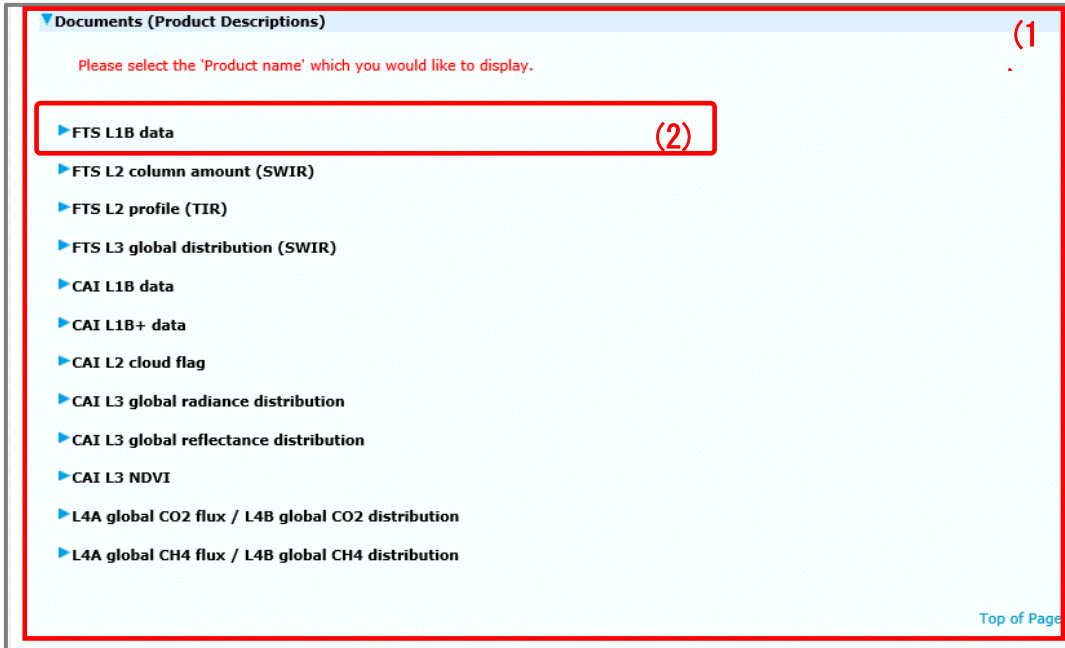 Documents (Product Descriptions)
(1
.
Please select the 'Product name' which you would like to display.
FTS L1B data
(2)
FTS L2 column amount (SWIR)
FTS L2 profile (TIR)
FTS L3 global distribution (SWIR)
CAI L1B data
CAI L1B+ data
CAI L2 cloud flag
CAI L3 global radiance distribution
CAI L3 global reflectance distribution
CAI L3 NDVI
L4A global CO2 flux / L4B global CO2 distribution
L4A global CH4 flux / L4B global CH4 distribution
Top of Page